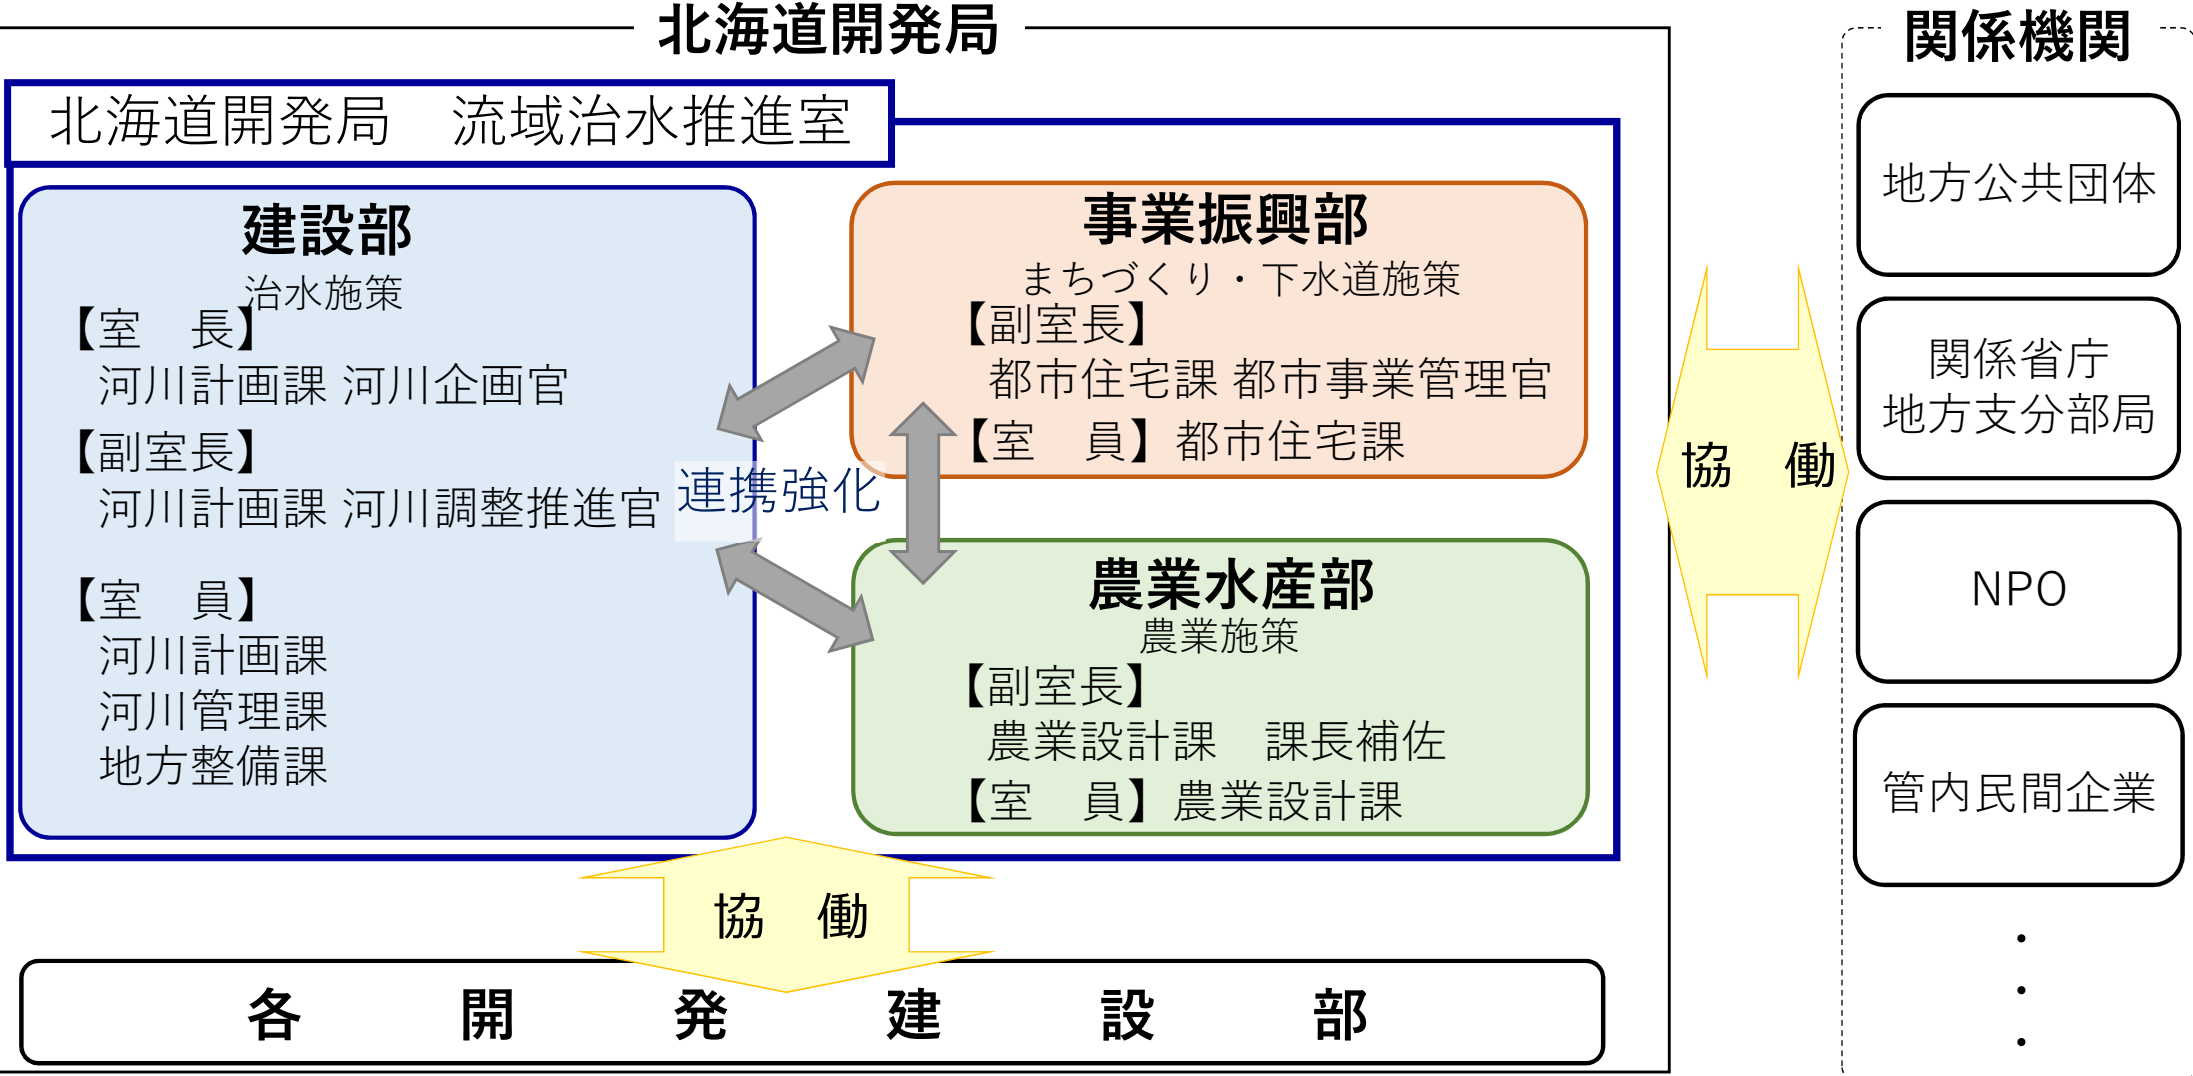 北海道開発局
北海道開発局　流域治水推進室
建設部
治水施策
【室　長】
河川計画課 河川企画官
【副室長】
河川計画課 河川調整推進官
【室　員】
河川計画課
河川管理課
地方整備課
連携強化
事業振興部
まちづくり・下水道施策
【副室長】
都市住宅課 都市事業管理官
【室　員】都市住宅課
農業水産部
農業施策
【副室長】
農業設計課　課長補佐
【室　員】農業設計課
協　働
各開発建設部
協　働
関係機関
地方公共団体
関係省庁
地方支分部局
NPO
管内民間企業
・
・
・